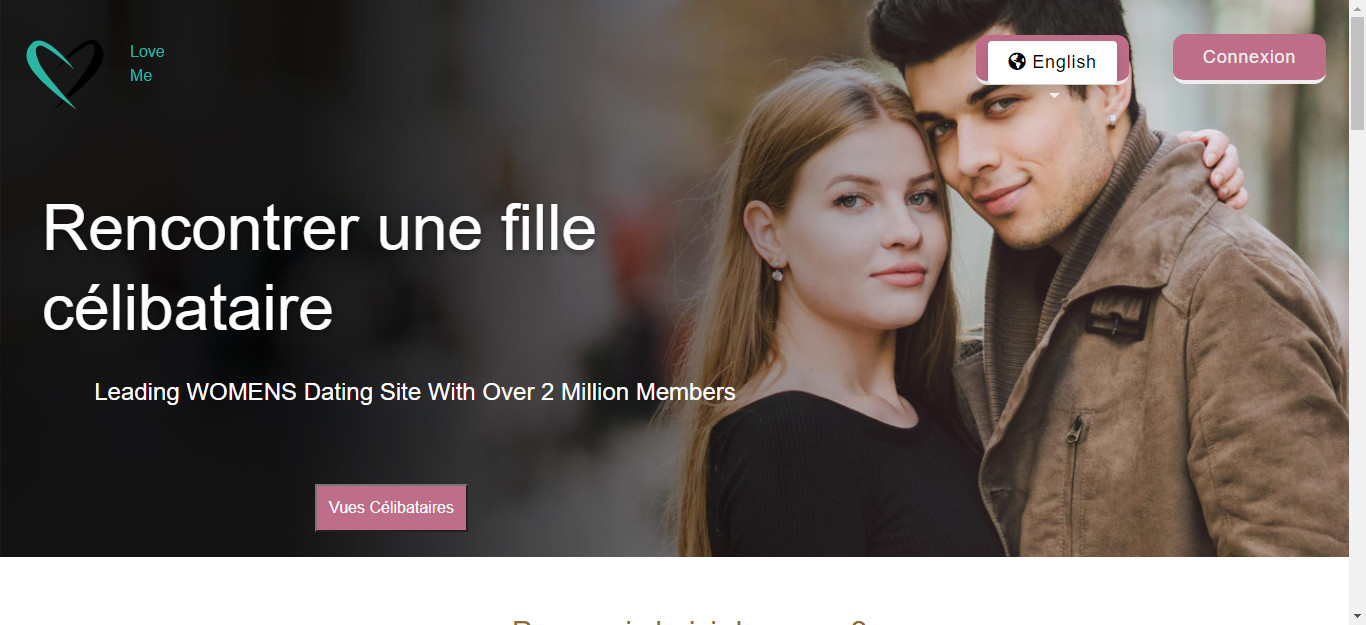 Love
Me
English
Connexion
Rencontrer une fille
célibataire
Leading WOMENS Dating Site With Over 2 Million Members
Vues Célibataires